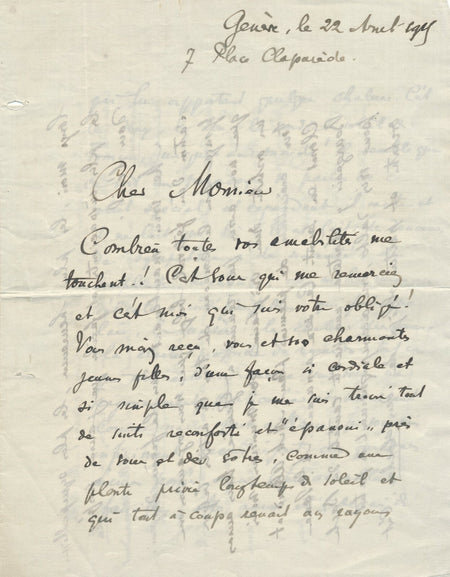 Genève, le 22 Avril 1915
7 Place Claparède.
Cher Monsieur
Combien toutes vos amabilités me
touchent.! C'est vous qui me remerciez
et c'est moi qui suis votre obligé!
Vous m'avez reçu, vous et vos charmantes
jeunes filles, d'une façon si cordiale et
si simple que je me suis trouvé tout
de suite reconforté et "épanoui" près
de vous et des votres, comme une
plante privée longtemps de soleil et
qui tout à coup renait aux rayons